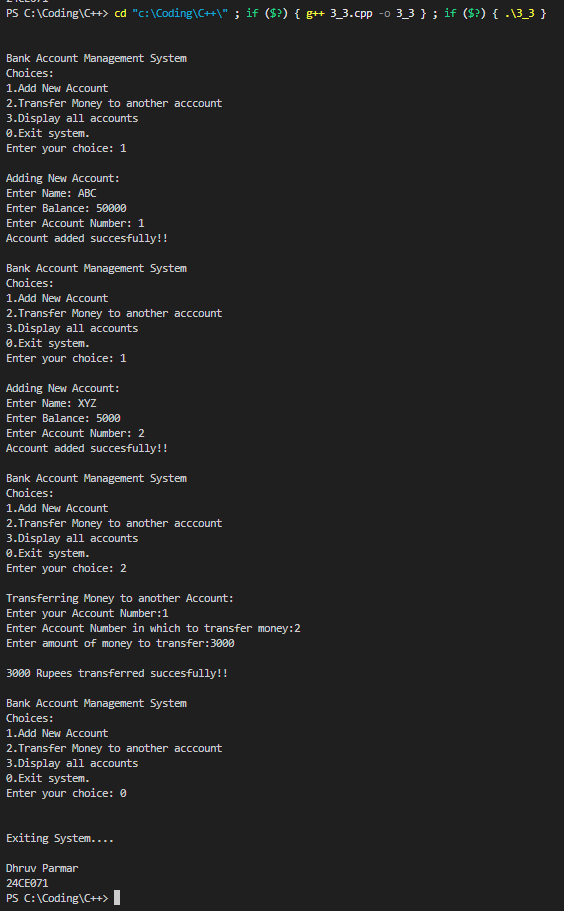 24CE071
PS C:\Coding\C++> cd "c:\Coding\C++\" ; if ($?) { g++ 3_3.cpp -o 3_3 } ; if ($?) { .\3_3 }
Bank Account Management System
Choices:
1.Add New Account
2.Transfer Money to another acccount
3.Display all accounts
0.Exit system.
Enter your choice: 1
Adding New Account:
Enter Name: ABC
Enter Balance: 50000
Enter Account Number: 1
Account added succesfully!!
Bank Account Management System
Choices:
1.Add New Account
2.Transfer Money to another acccount
3.Display all accounts
0.Exit system.
Enter your choice: 1
Adding New Account:
Enter Name: XYZ
Enter Balance: 5000
Enter Account Number: 2
Account added succesfully!!
Bank Account Management System
Choices:
1.Add New Account
2.Transfer Money to another acccount
3.Display all accounts
0.Exit system.
Enter your choice: 2
Transferring Money to another Account:
Enter your Account Number:1
Enter Account Number in which to transfer money:2
Enter amount of money to transfer:3000
3000 Rupees transferred succesfully!!
Bank Account Management System
Choices:
1.Add New Account
2.Transfer Money to another acccount
3.Display all accounts
0.Exit system.
Enter your choice: 0
Exiting System....
Dhruv Parmar
24CE071
PS C:\Coding\C++>